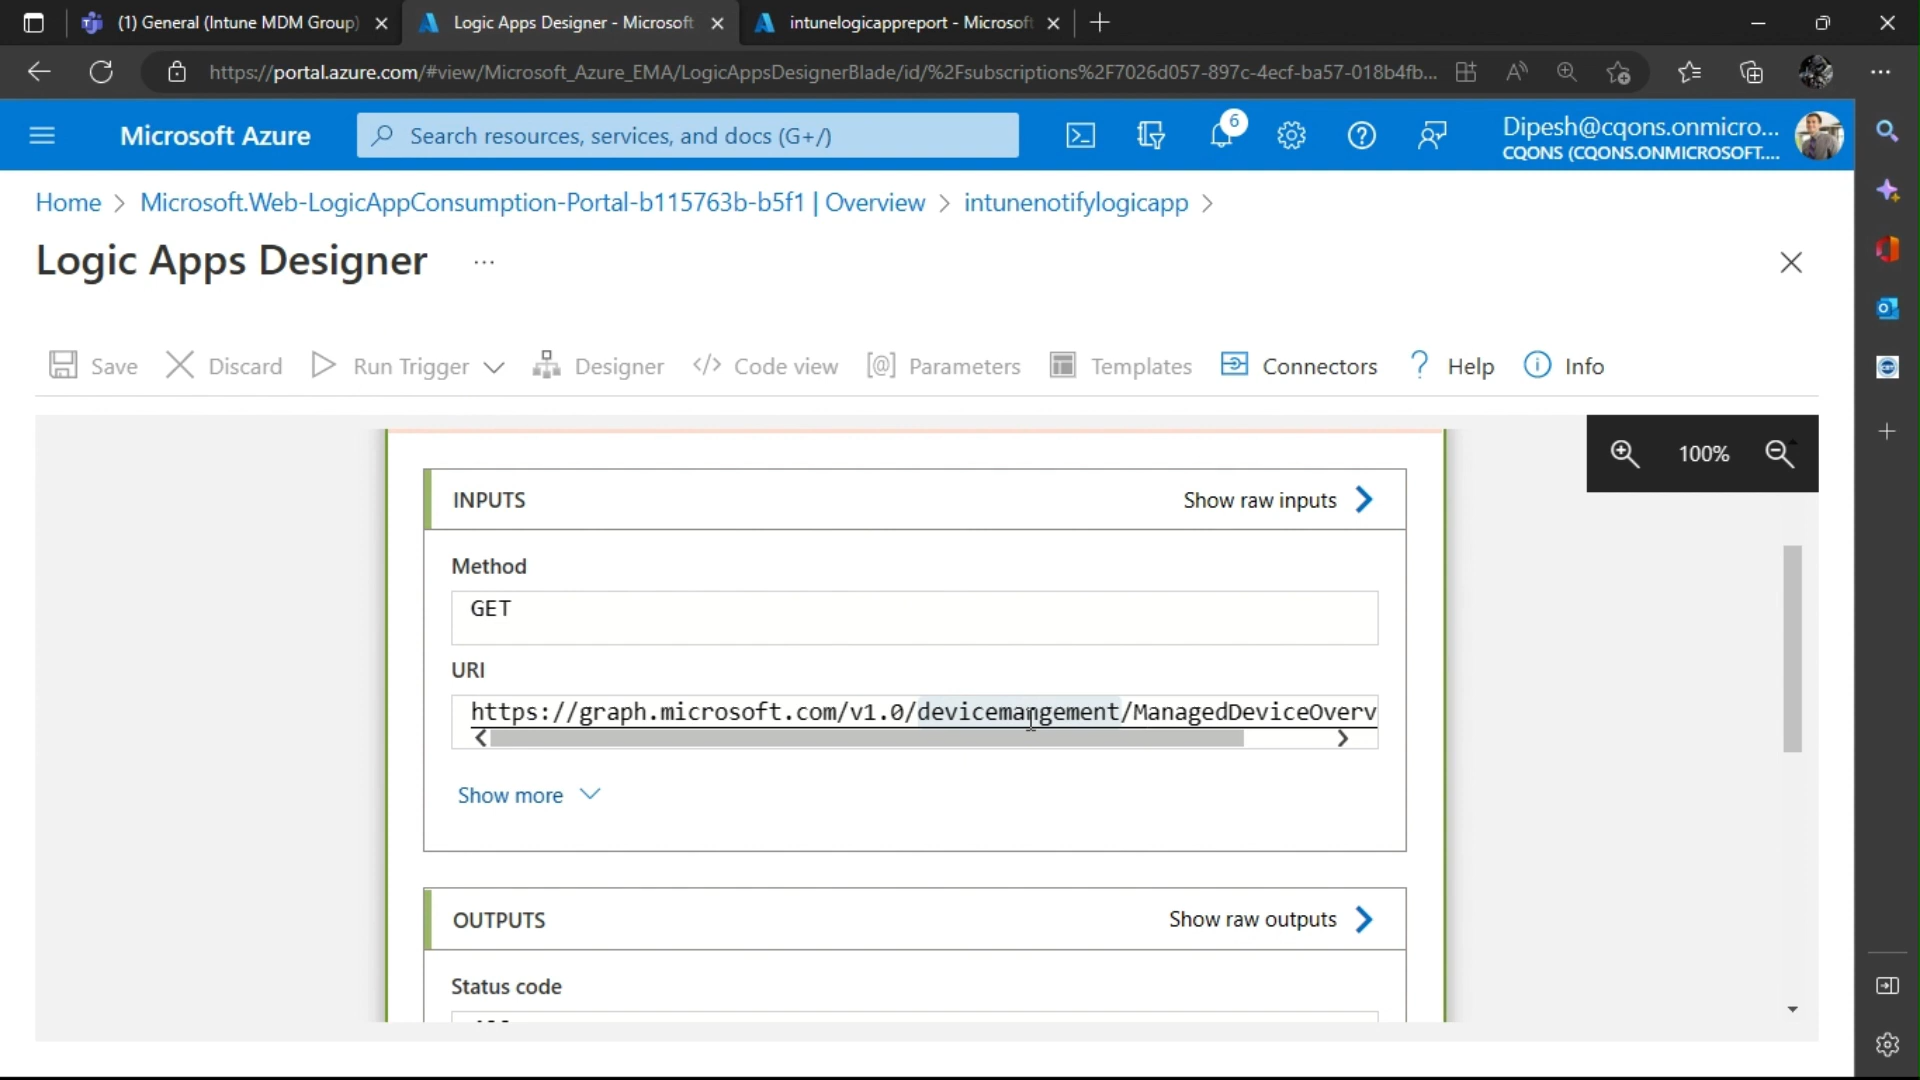 (1) General (Intune MDM Group)
Logic Apps Designer - Microsoft
intunelogicappreport - Microsoft
https://portal.azure.com/#view/Microsoft_Azure_EMA/LogicAppsDesignerBlade/id/%2Fsubscriptions%2F7026d057-897c-4ecf-ba57-018b4fb...
Microsoft Azure
Search resources, services, and docs (G+/)
6
Dipesh@cqons.onmicro...
CQONS (CQONS.ONMICROSOFT....
Home > Microsoft.Web-LogicAppConsumption-Portal-b115763b-b5f1 | Overview > intunenotifylogicapp >
Logic Apps Designer ...
Save Discard Run Trigger Designer Code view Parameters Templates Connectors Help Info
100%
INPUTS
Show raw inputs
Method
GET
URI
https://graph.microsoft.com/v1.0/devicemangement/ManagedDeviceOverv
Show more
OUTPUTS
Show raw outputs
Status code